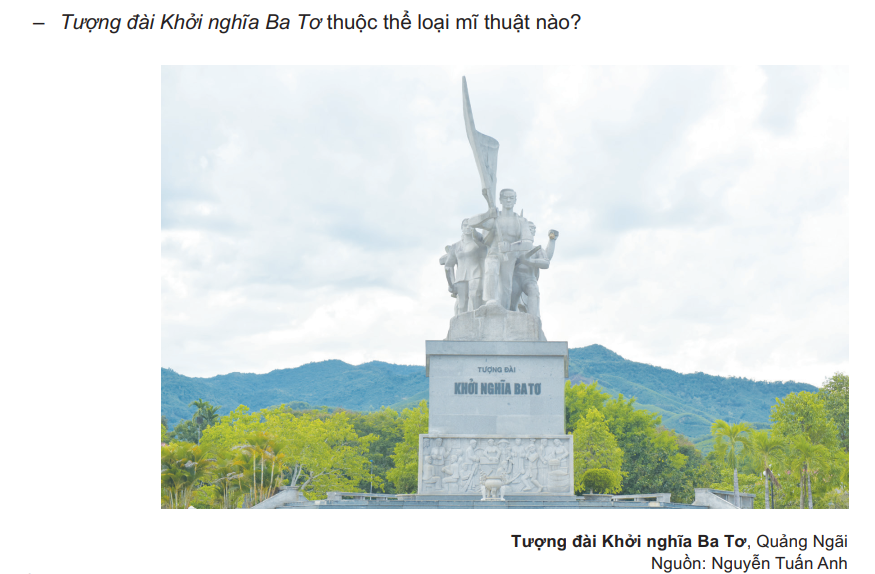 – Tượng đài Khởi nghĩa Ba Tơ thuộc thể loại mĩ thuật nào?
TƯỢNG ĐÀI
KHỞI NGHĨA BA TƠ
Tượng đài Khởi nghĩa Ba Tơ, Quảng Ngãi
Nguồn: Nguyễn Tuấn Anh